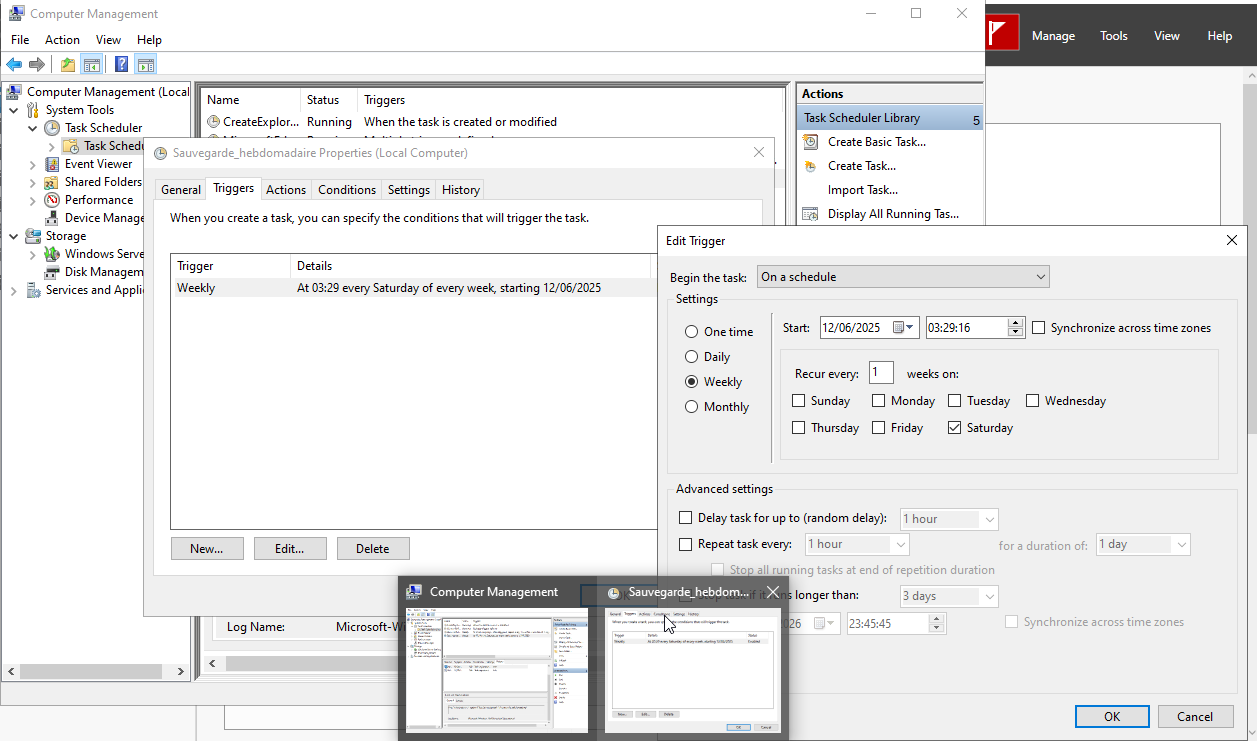 Computer Management
File Action View Help
Manage Tools View Help
Computer Management (Local
System Tools
Task Scheduler
Task Schedu
Event Viewer
Shared Folders
Performance
Device Manage
Storage
Windows Serve
Disk Managem
Services and Appli
Name Status Triggers
CreateExplor... Running When the task is created or modified
Actions
Task Scheduler Library 5
Create Basic Task...
Create Task...
Import Task...
Display All Running Tas...
Sauvegarde_hebdomadaire Properties (Local Computer)
General Triggers Actions Conditions Settings History
When you create a task, you can specify the conditions that will trigger the task.
Trigger Details
Weekly At 03:29 every Saturday of every week, starting 12/06/2025
New... Edit... Delete
Log Name: Microsoft-Wi
Edit Trigger
Begin the task: On a schedule
Settings
One time
Daily
Weekly
Monthly
Start: 12/06/2025 03:29:16 Synchronize across time zones
Recur every: 1 weeks on:
Sunday Monday Tuesday Wednesday
Thursday Friday Saturday
Advanced settings
Delay task for up to (random delay): 1 hour
Repeat task every: 1 hour for a duration of: 1 day
Stop all running tasks at end of repetition duration
Stop task if it runs longer than: 3 days
026 23:45:45 Synchronize across time zones
OK Cancel
Computer Management
Sauvegarde_hebdom...